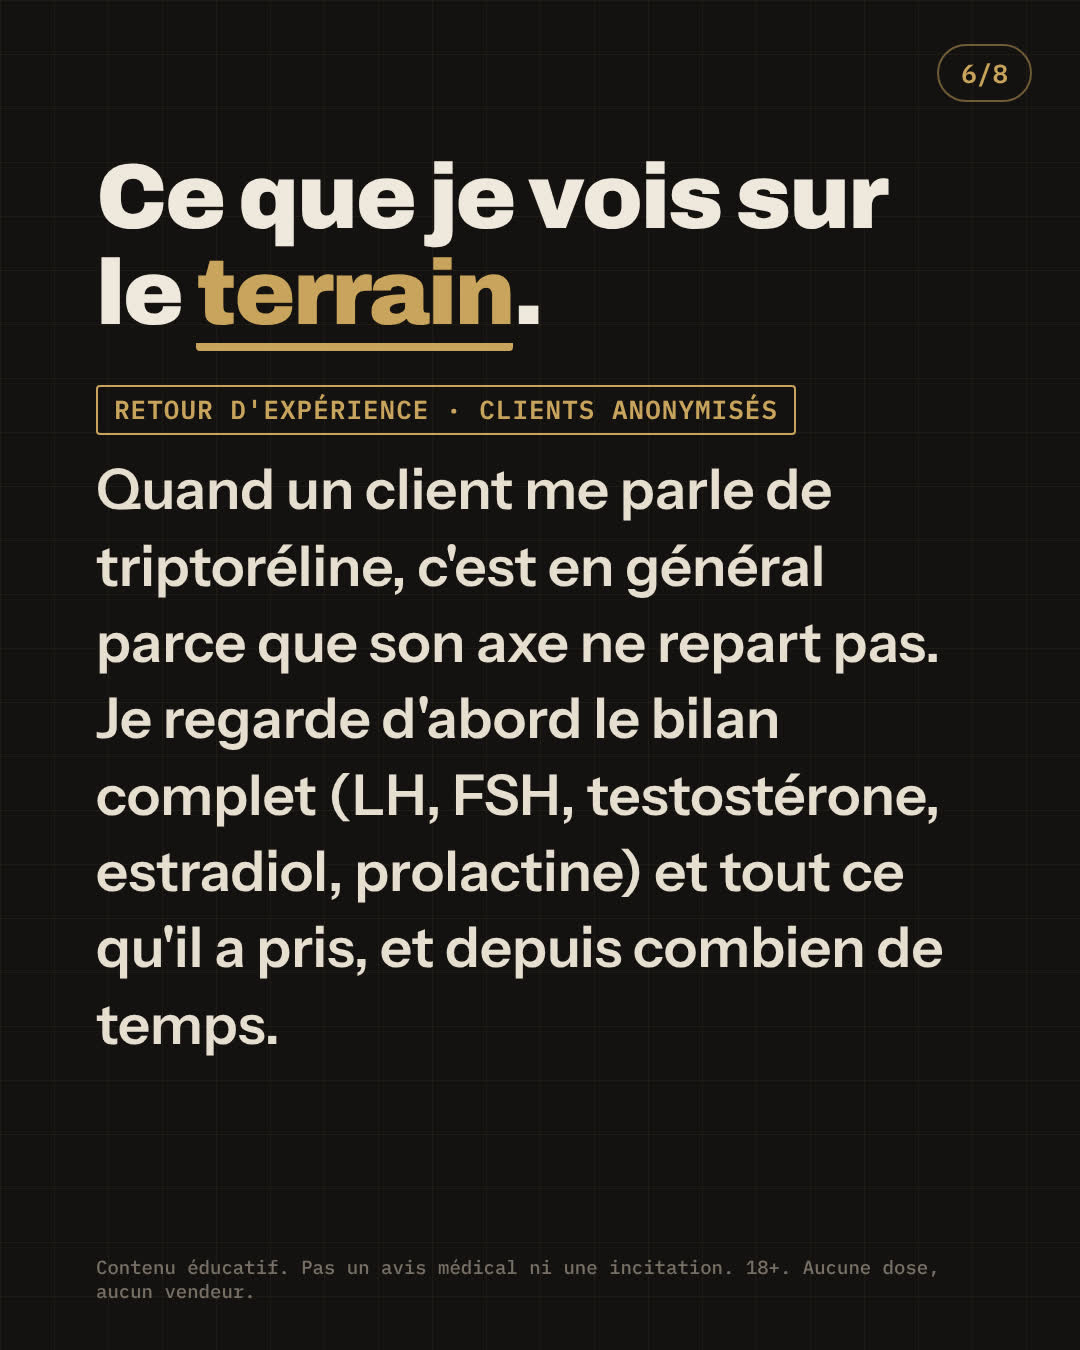 6/8
Ce que je vois sur
le terrain.
RETOUR D'EXPÉRIENCE · CLIENTS ANONYMISÉS
Quand un client me parle de
triptoréline, c'est en général
parce que son axe ne repart pas.
Je regarde d'abord le bilan
complet (LH, FSH, testostérone,
estradiol, prolactine) et tout ce
qu'il a pris, et depuis combien de
temps.
Contenu éducatif. Pas un avis médical ni une incitation. 18+. Aucune dose,
aucun vendeur.